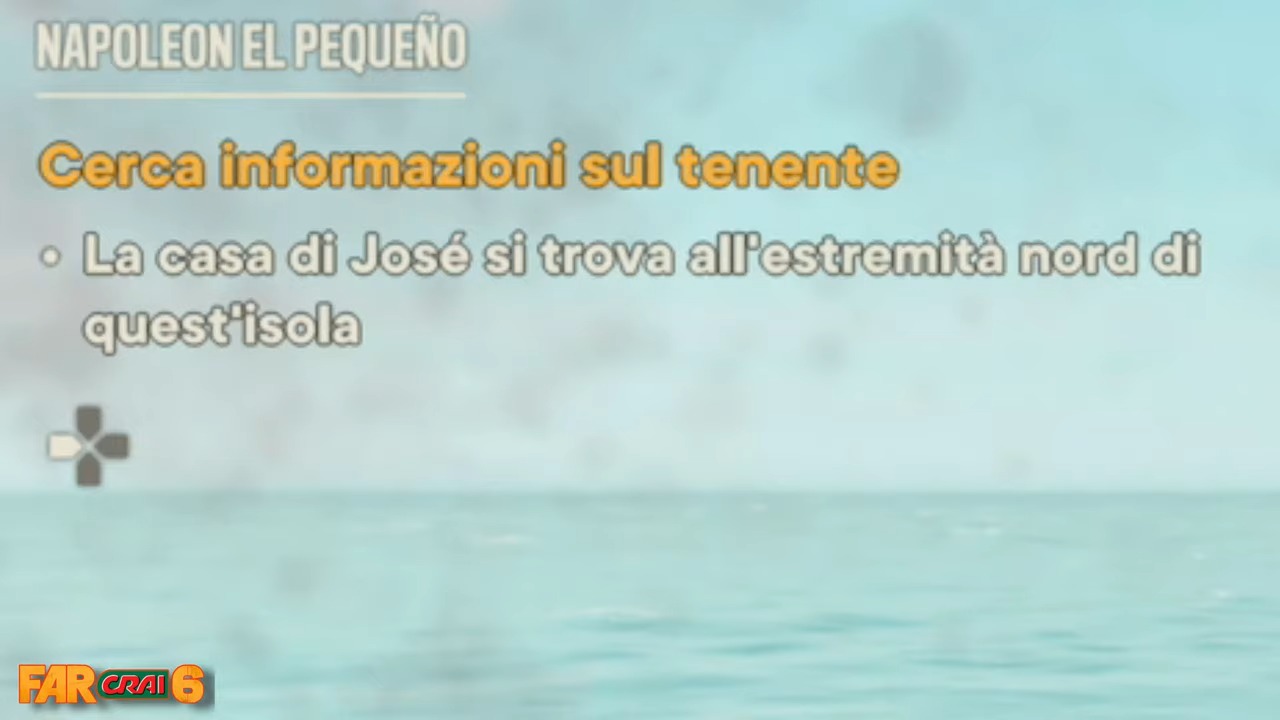 NAPOLEON EL PEQUEÑO
Cerca informazioni sul tenente
• La casa di José si trova all'estremità nord di
quest'isola
FAR CRAI 6